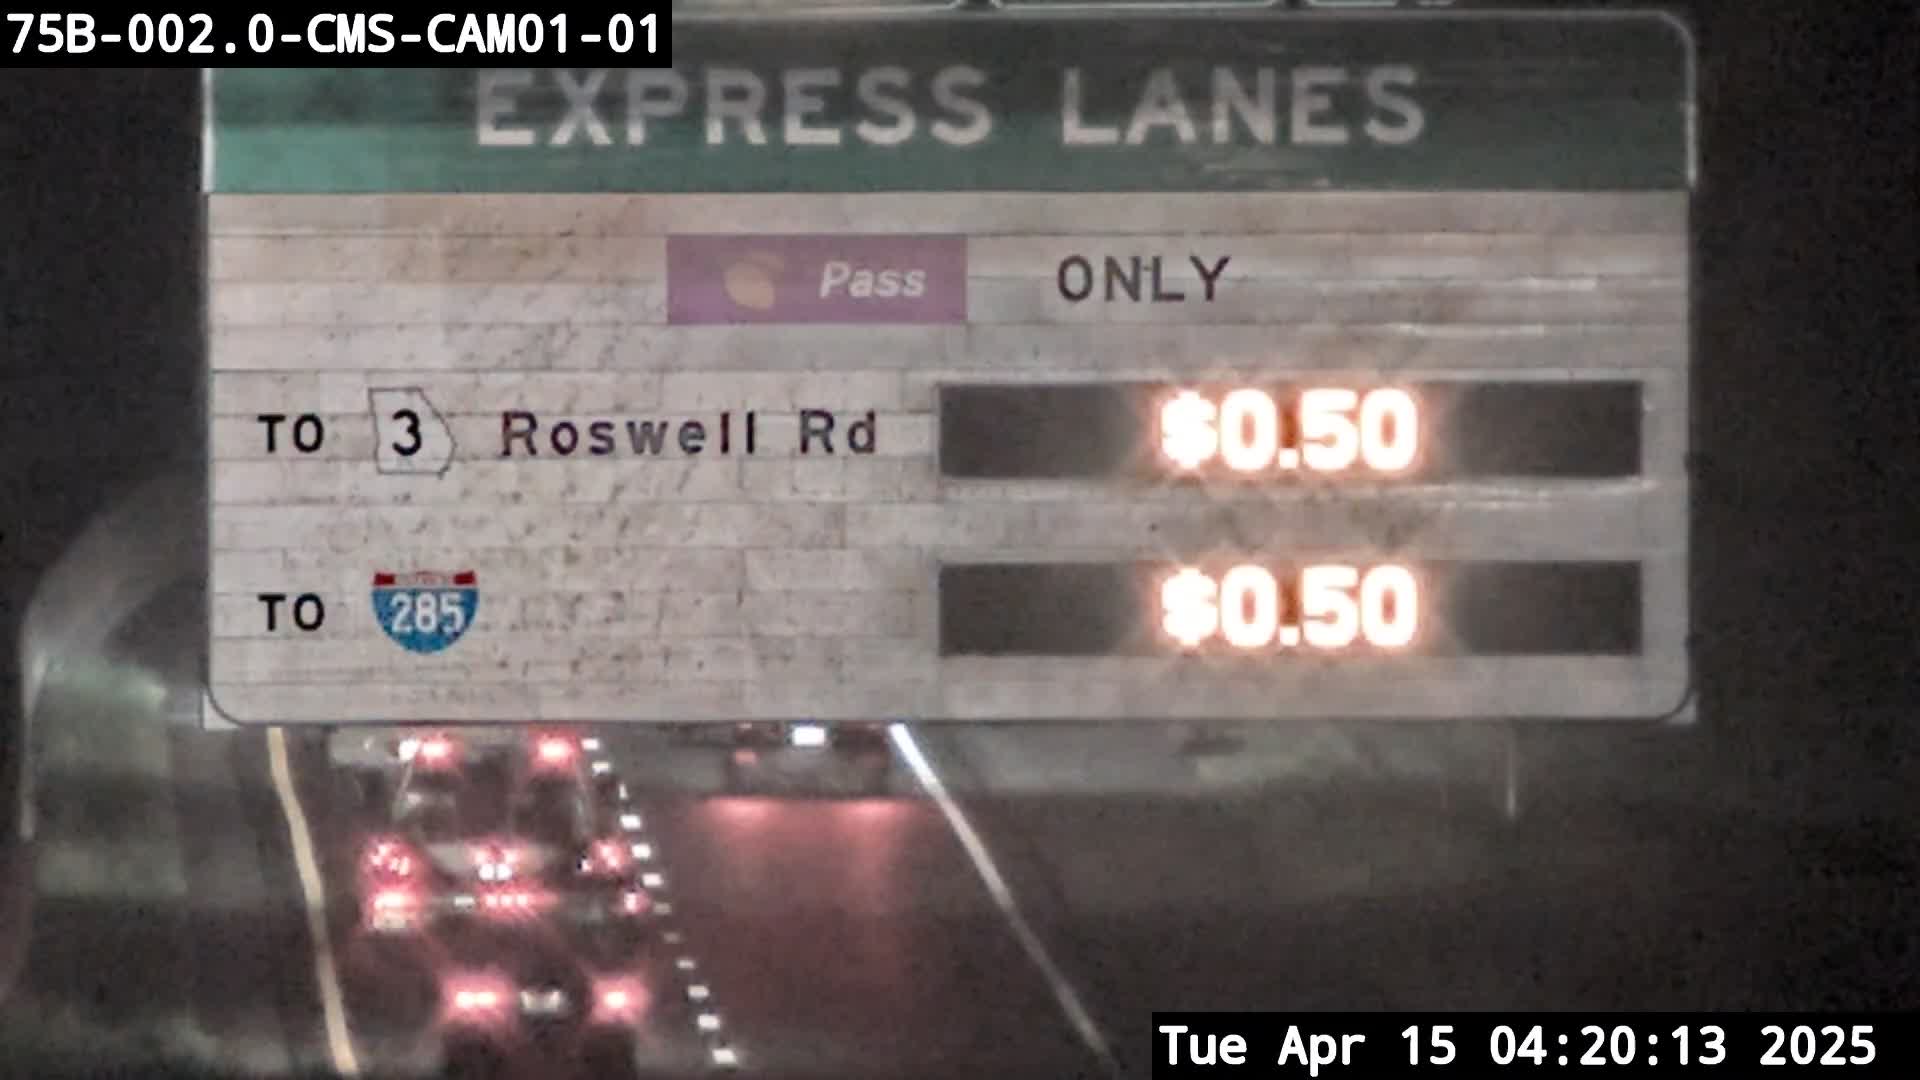 75B-002.0-CMS-CAM01-01
EXPRESS LANES
Pass ONLY
TO 3 Roswell Rd $0.50
TO 285 $0.50
Tue Apr 15 04:20:13 2025